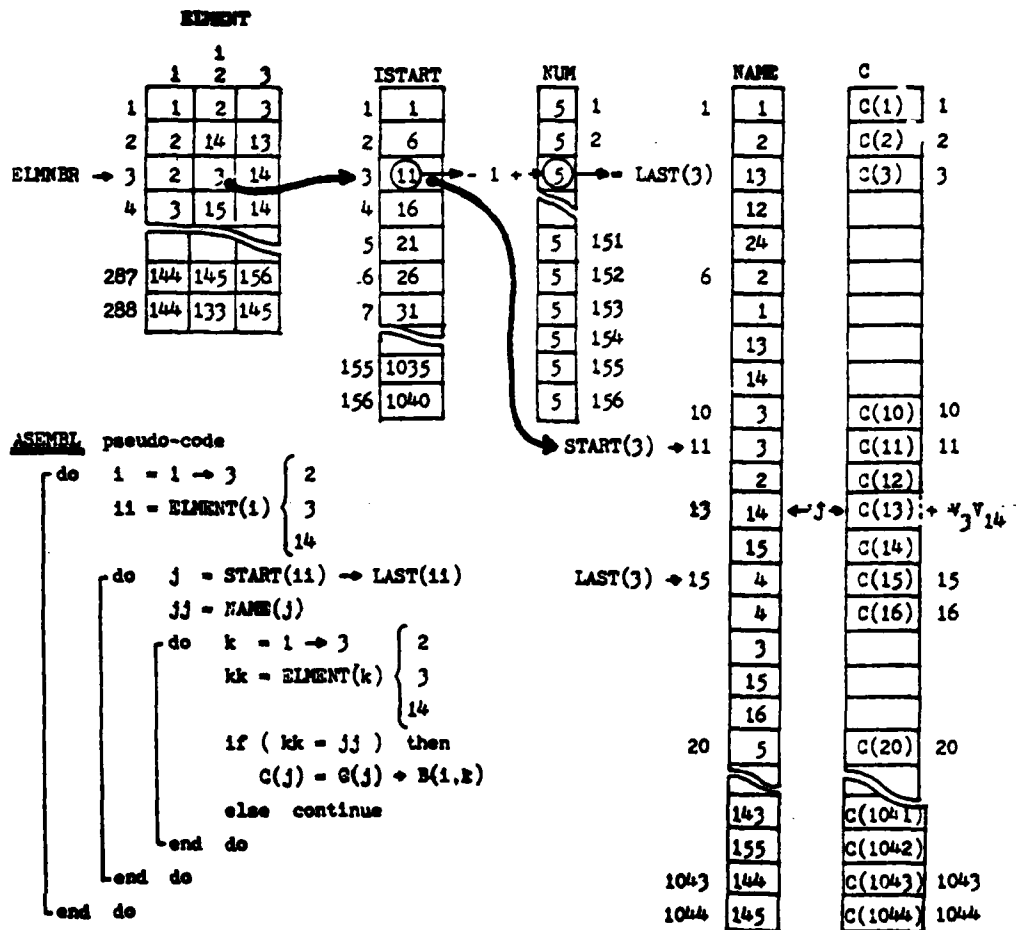 ELMENT
i
1 2 3
1 1 2 3
2 2 14 13
ELMNBR → 3 2 3 14
4 3 15 14
287 144 145 156
288 144 133 145
ISTART
1 1
2 6
3 11 - 1 +
4 16
5 21
6 26
7 31
155 1035
156 1040
NUM
5 1
5 2
5 = LAST(3)
5 151
5 152
5 153
5 154
5 155
5 156
NAME
1 1
2
13
12
24
6 2
1
13
14
10 3
START(3) → 11 3
2
13 14 ← j →
15
LAST(3) → 15 4
4
3
15
16
20 5
143
155
1043 144
1044 145
C
C(1) 1
C(2) 2
C(3) 3
C(10) 10
C(11) 11
C(12)
C(13) + v3v14
C(14)
C(15) 15
C(16) 16
C(20) 20
C(1041)
C(1042)
C(1043) 1043
C(1044) 1044
ASEMBL pseudo-code
do i = 1 → 3 2
ii = ELMENT(i) 3
14
do j = START(ii) → LAST(ii)
jj = NAME(j)
do k = 1 → 3 2
kk = ELMENT(k) 3
14
if ( kk = jj ) then
C(j) = C(j) + B(i,k)
else continue
end do
end do
end do